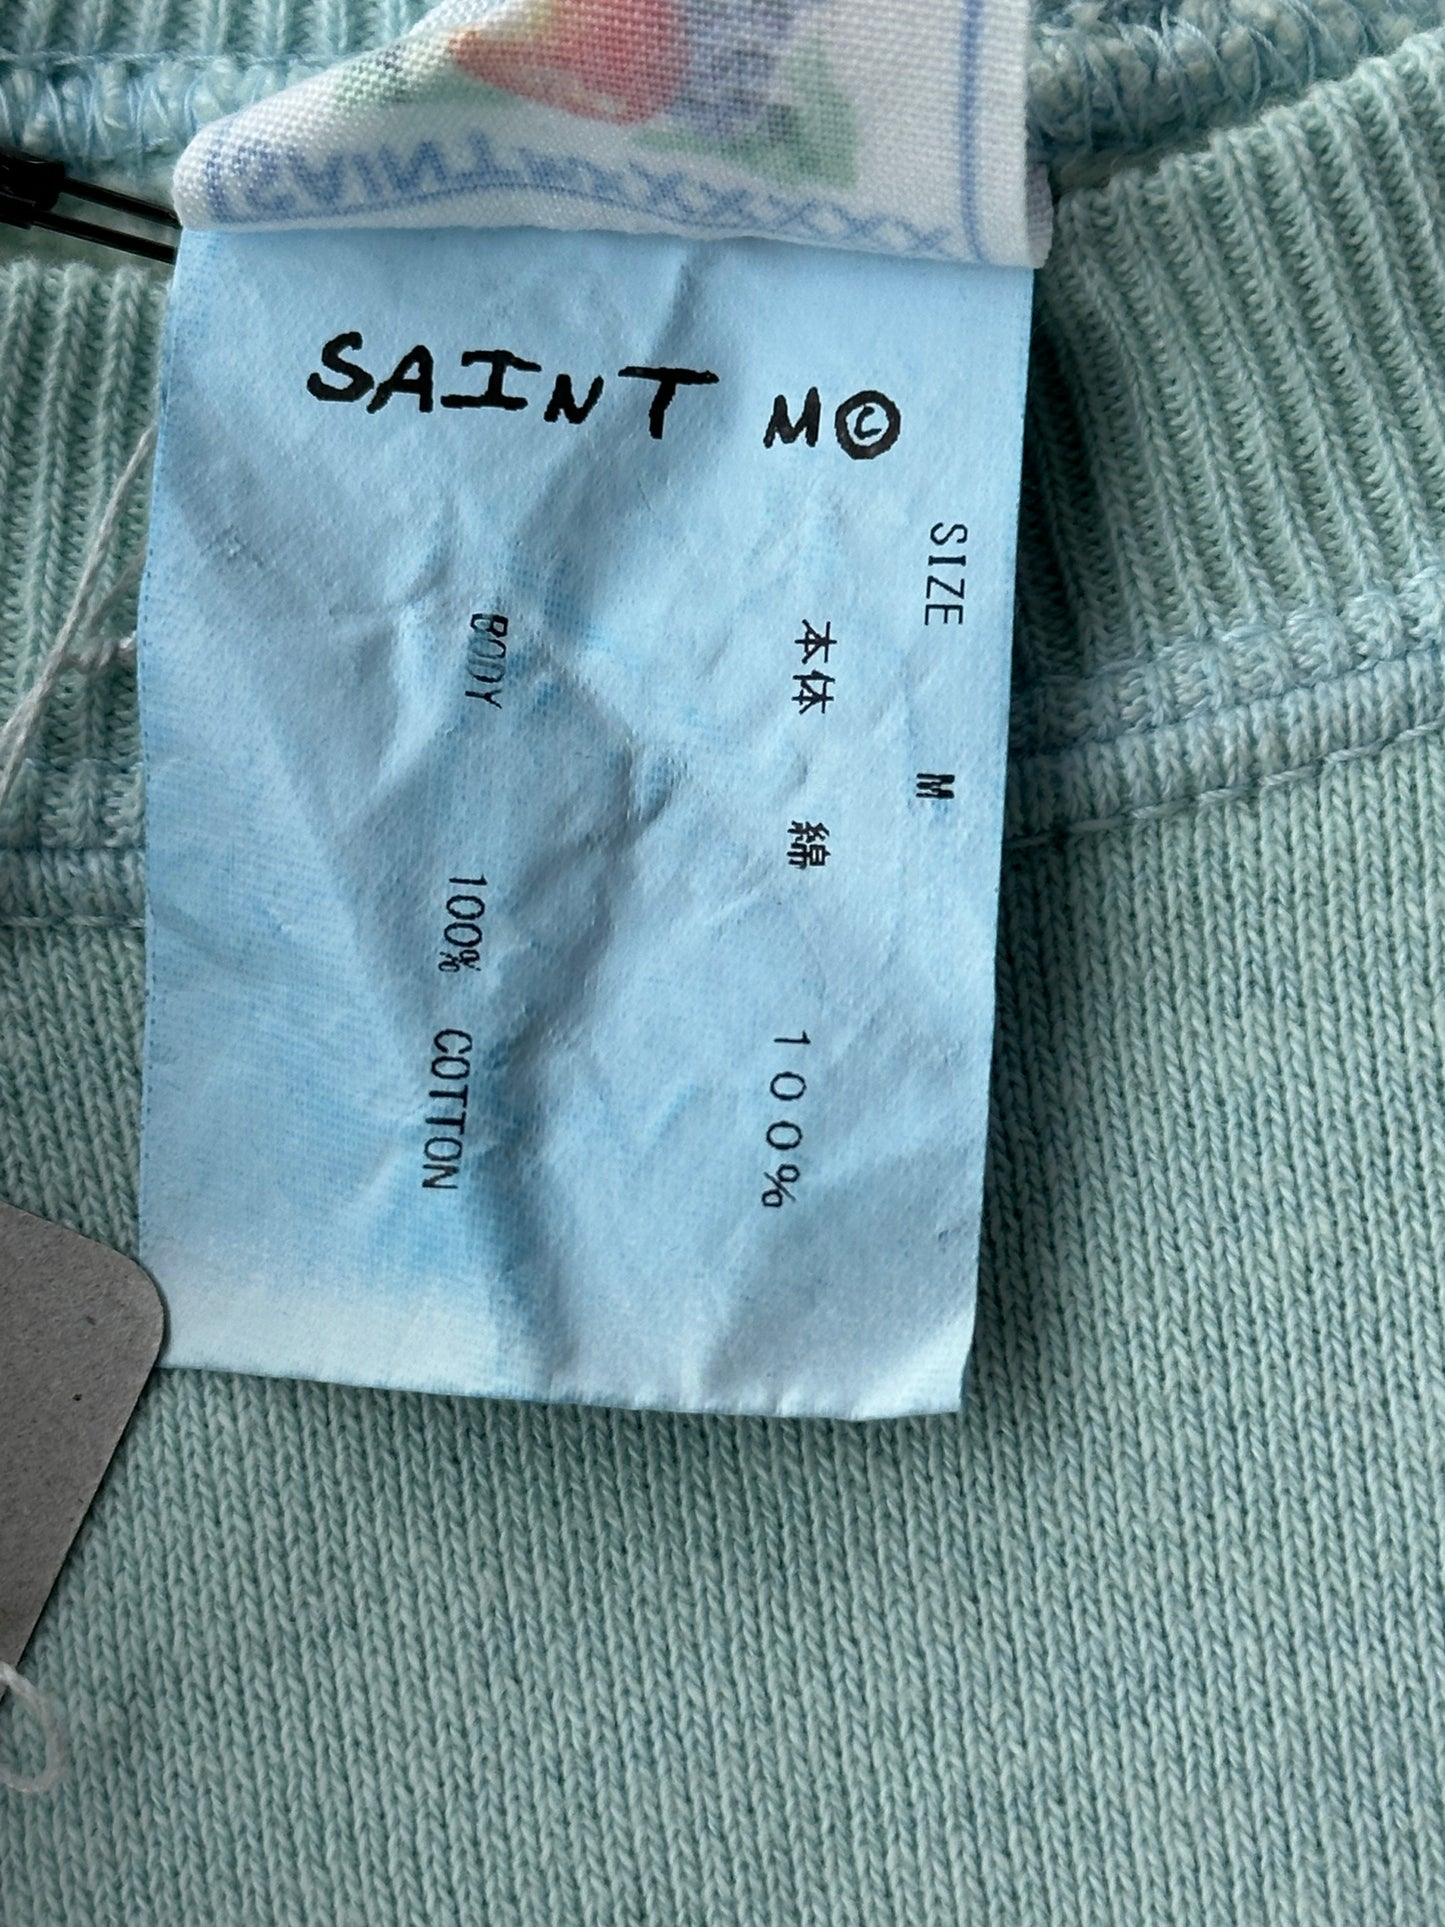 SAINT M©
SIZE M
本体 綿 100%
BODY 100% COTTON